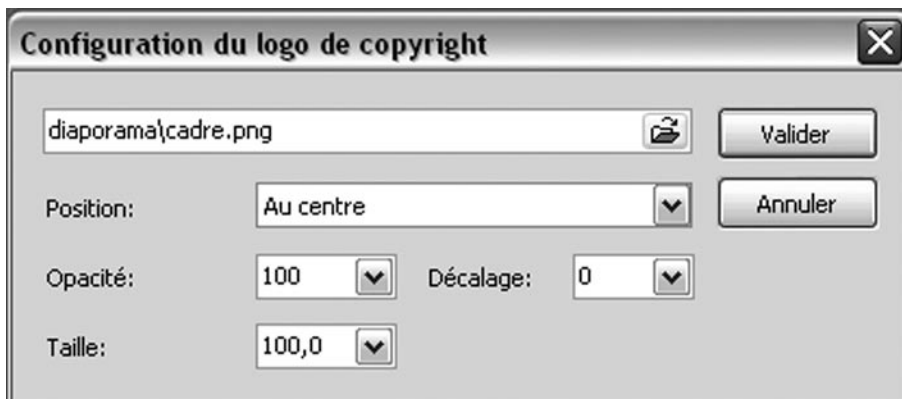 Configuration du logo de copyright
diaporama\cadre.png
Valider
Position: Au centre
Annuler
Opacité: 100 Décalage: 0
Taille: 100,0